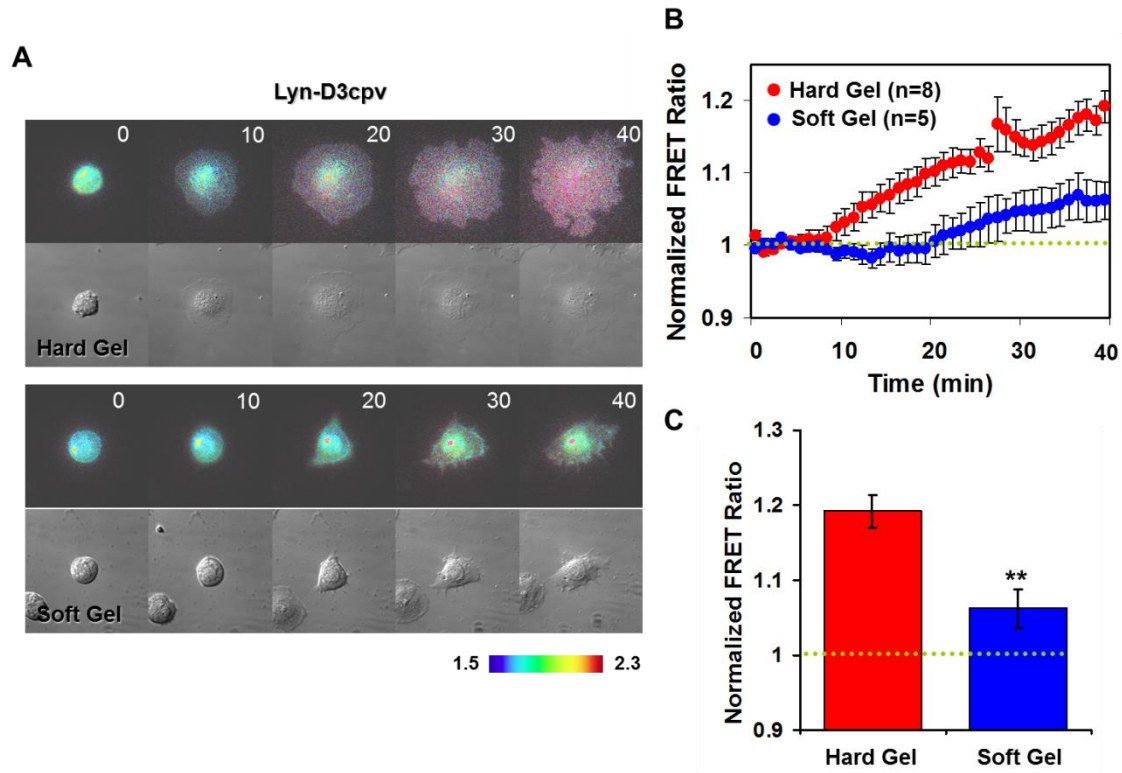 A
Lyn-D3cpv
0 10 20 30 40
Hard Gel
0 10 20 30 40
Soft Gel
1.5 2.3
B
Normalized FRET Ratio
1.2
1.1
1
0.9
Hard Gel (n=8)
Soft Gel (n=5)
0 10 20 30 40
Time (min)
C
Normalized FRET Ratio
1.3
1.2
1.1
1
0.9
**
Hard Gel Soft Gel